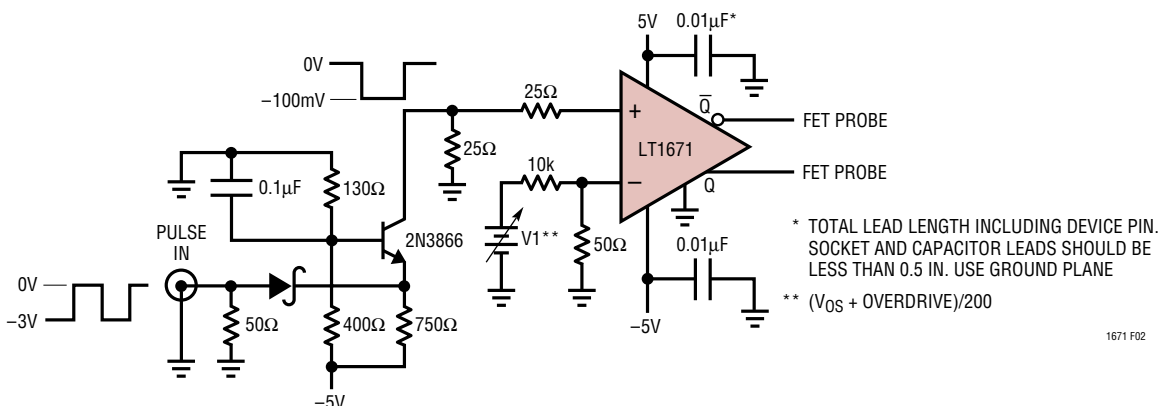 5V
0.01µF*
0V
−100mV
25Ω
+
Q̅
FET PROBE
LT1671
25Ω
10k
−
Q
FET PROBE
0.1µF
130Ω
2N3866
V1**
50Ω
0.01µF
PULSE
IN
0V
−3V
50Ω
400Ω
750Ω
−5V
−5V
* TOTAL LEAD LENGTH INCLUDING DEVICE PIN.
SOCKET AND CAPACITOR LEADS SHOULD BE
LESS THAN 0.5 IN. USE GROUND PLANE
** (VOS + OVERDRIVE)/200
1671 F02